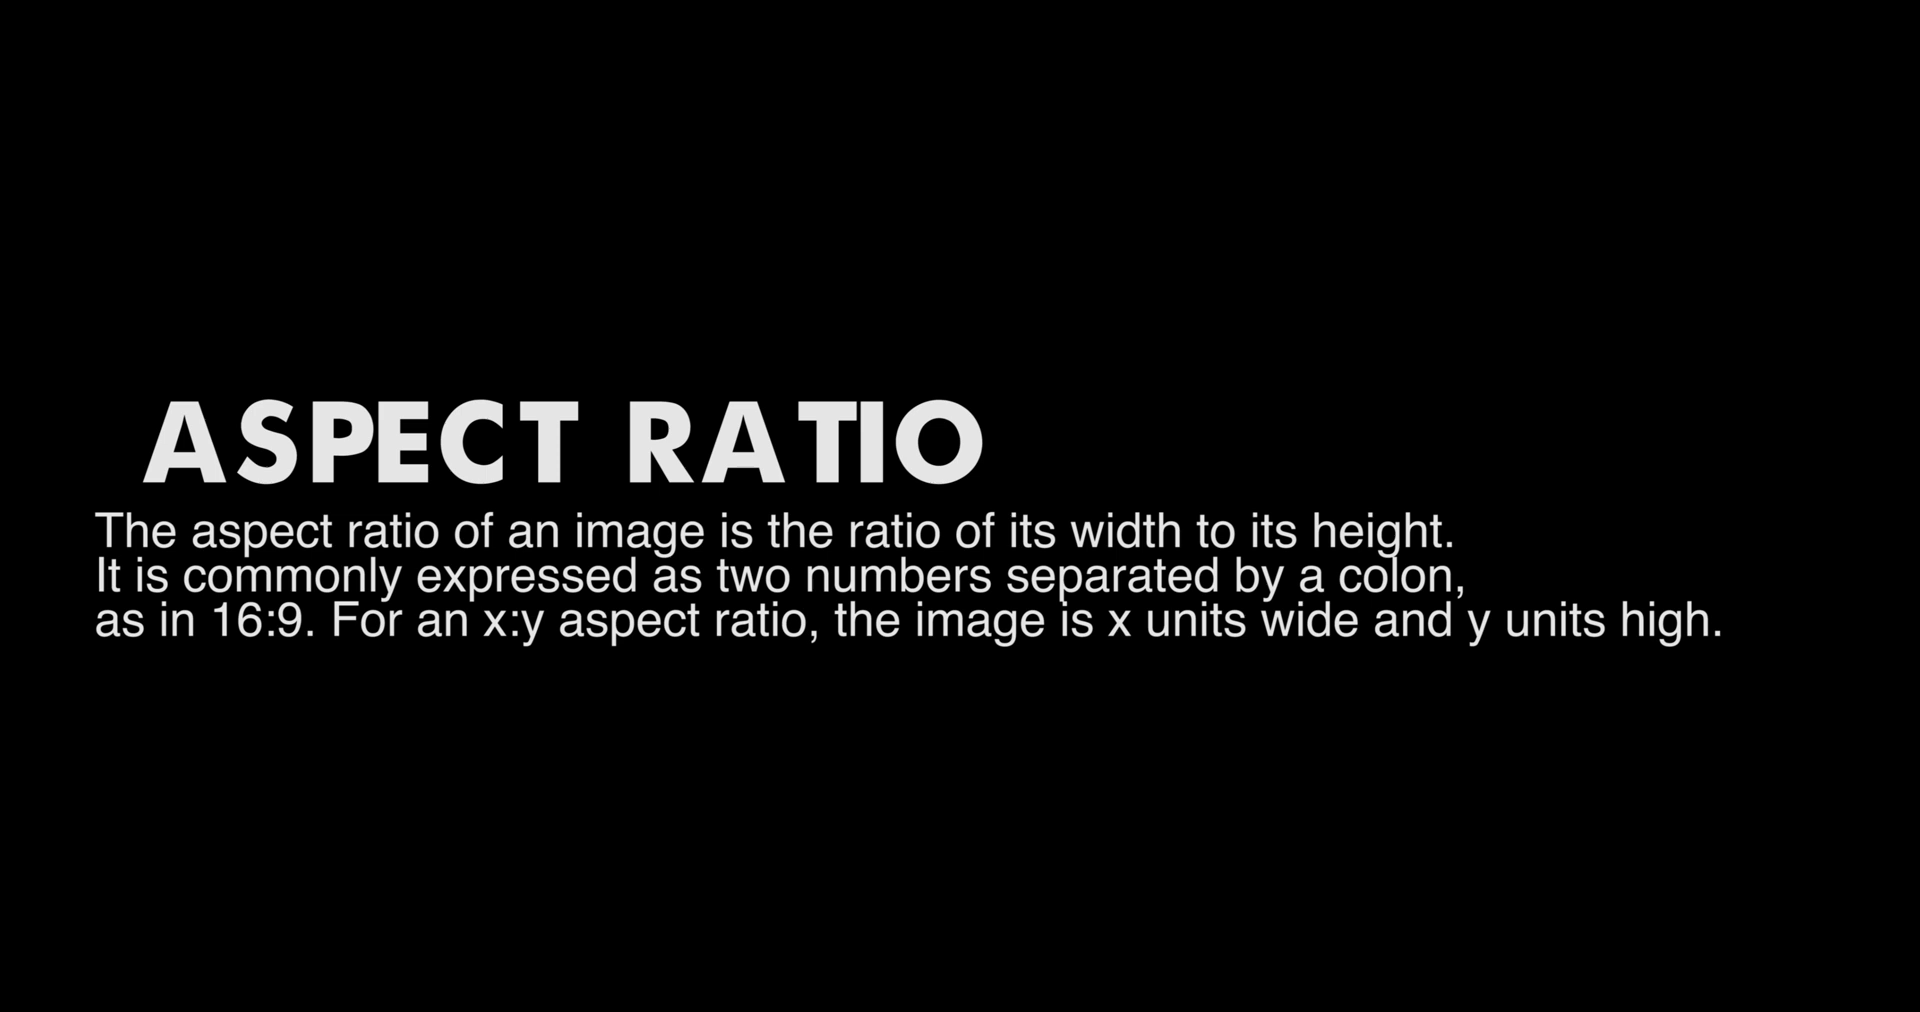 ASPECT RATIO
The aspect ratio of an image is the ratio of its width to its height.
It is commonly expressed as two numbers separated by a colon,
as in 16:9. For an x:y aspect ratio, the image is x units wide and y units high.